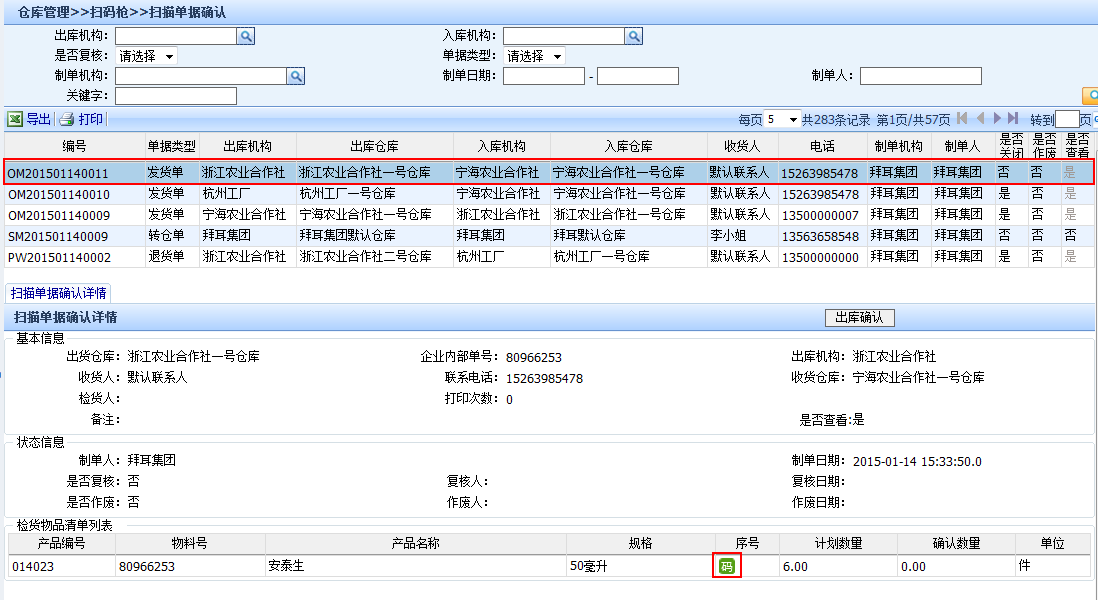 仓库管理>>扫码枪>>扫描单据确认
出库机构： 入库机构：
是否复核： 请选择 单据类型： 请选择
制单机构： 制单日期： - 制单人：
关键字：
导出 打印 每页 5 共283条记录 第1页/共57页 转到 页
编号 单据类型 出库机构 出库仓库 入库机构 入库仓库 收货人 电话 制单机构 制单人 是否关闭 是否作废 是否查看
OM201501140011 发货单 浙江农业合作社 浙江农业合作社一号仓库 宁海农业合作社 宁海农业合作社一号仓库 默认联系人 15263985478 拜耳集团 拜耳集团 否 否 是
OM201501140010 发货单 杭州工厂 杭州工厂一号仓库 宁海农业合作社 宁海农业合作社一号仓库 默认联系人 15263985478 拜耳集团 拜耳集团 是 否 是
OM201501140009 发货单 宁海农业合作社 宁海农业合作社一号仓库 浙江农业合作社 浙江农业合作社一号仓库 默认联系人 13500000007 拜耳集团 拜耳集团 是 否 是
SM201501140009 转仓单 拜耳集团 拜耳集团默认仓库 拜耳集团 拜耳默认仓库 李小姐 13563658548 拜耳集团 拜耳集团 否 否 否
PW201501140002 退货单 浙江农业合作社 浙江农业合作社二号仓库 杭州工厂 杭州工厂一号仓库 默认联系人 13500000000 拜耳集团 拜耳集团 是 否 是
扫描单据确认详情
扫描单据确认详情 出库确认
基本信息
出货仓库：浙江农业合作社一号仓库 企业内部单号：80966253 出库机构：浙江农业合作社
收货人：默认联系人 联系电话：15263985478 收货仓库：宁海农业合作社一号仓库
检货人： 打印次数：0
备注： 是否查看:是
状态信息
制单人：拜耳集团 制单日期：2015-01-14 15:33:50.0
是否复核：否 复核人： 复核日期：
是否作废：否 作废人： 作废日期：
检货物品清单列表
产品编号 物料号 产品名称 规格 序号 计划数量 确认数量 单位
014023 80966253 安泰生 50毫升 码 6.00 0.00 件